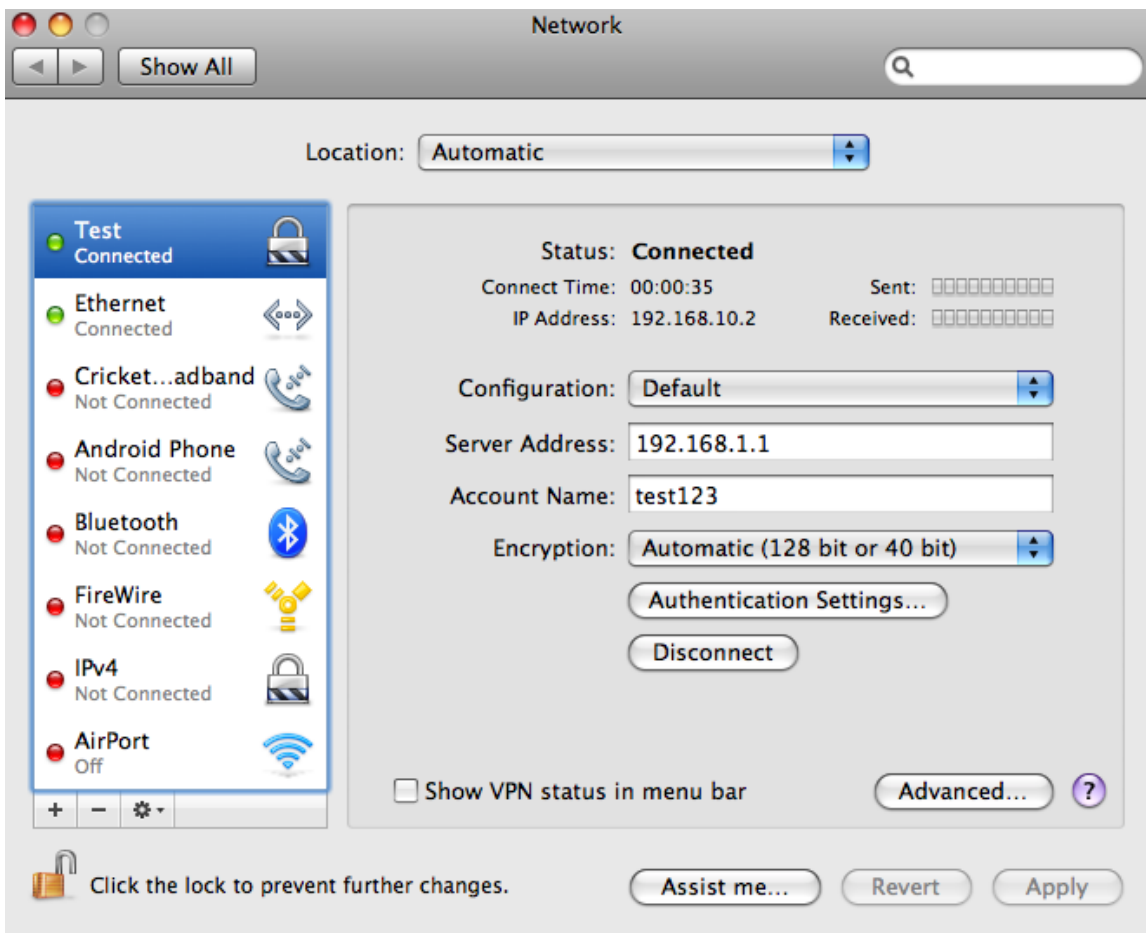 Network
Show All
Location: Automatic
Test
Connected
Ethernet
Connected
Cricket...adband
Not Connected
Android Phone
Not Connected
Bluetooth
Not Connected
FireWire
Not Connected
IPv4
Not Connected
AirPort
Off
Status: Connected
Connect Time: 00:00:35 Sent:
IP Address: 192.168.10.2 Received:
Configuration: Default
Server Address: 192.168.1.1
Account Name: test123
Encryption: Automatic (128 bit or 40 bit)
Authentication Settings...
Disconnect
Show VPN status in menu bar Advanced... ?
Click the lock to prevent further changes. Assist me... Revert Apply